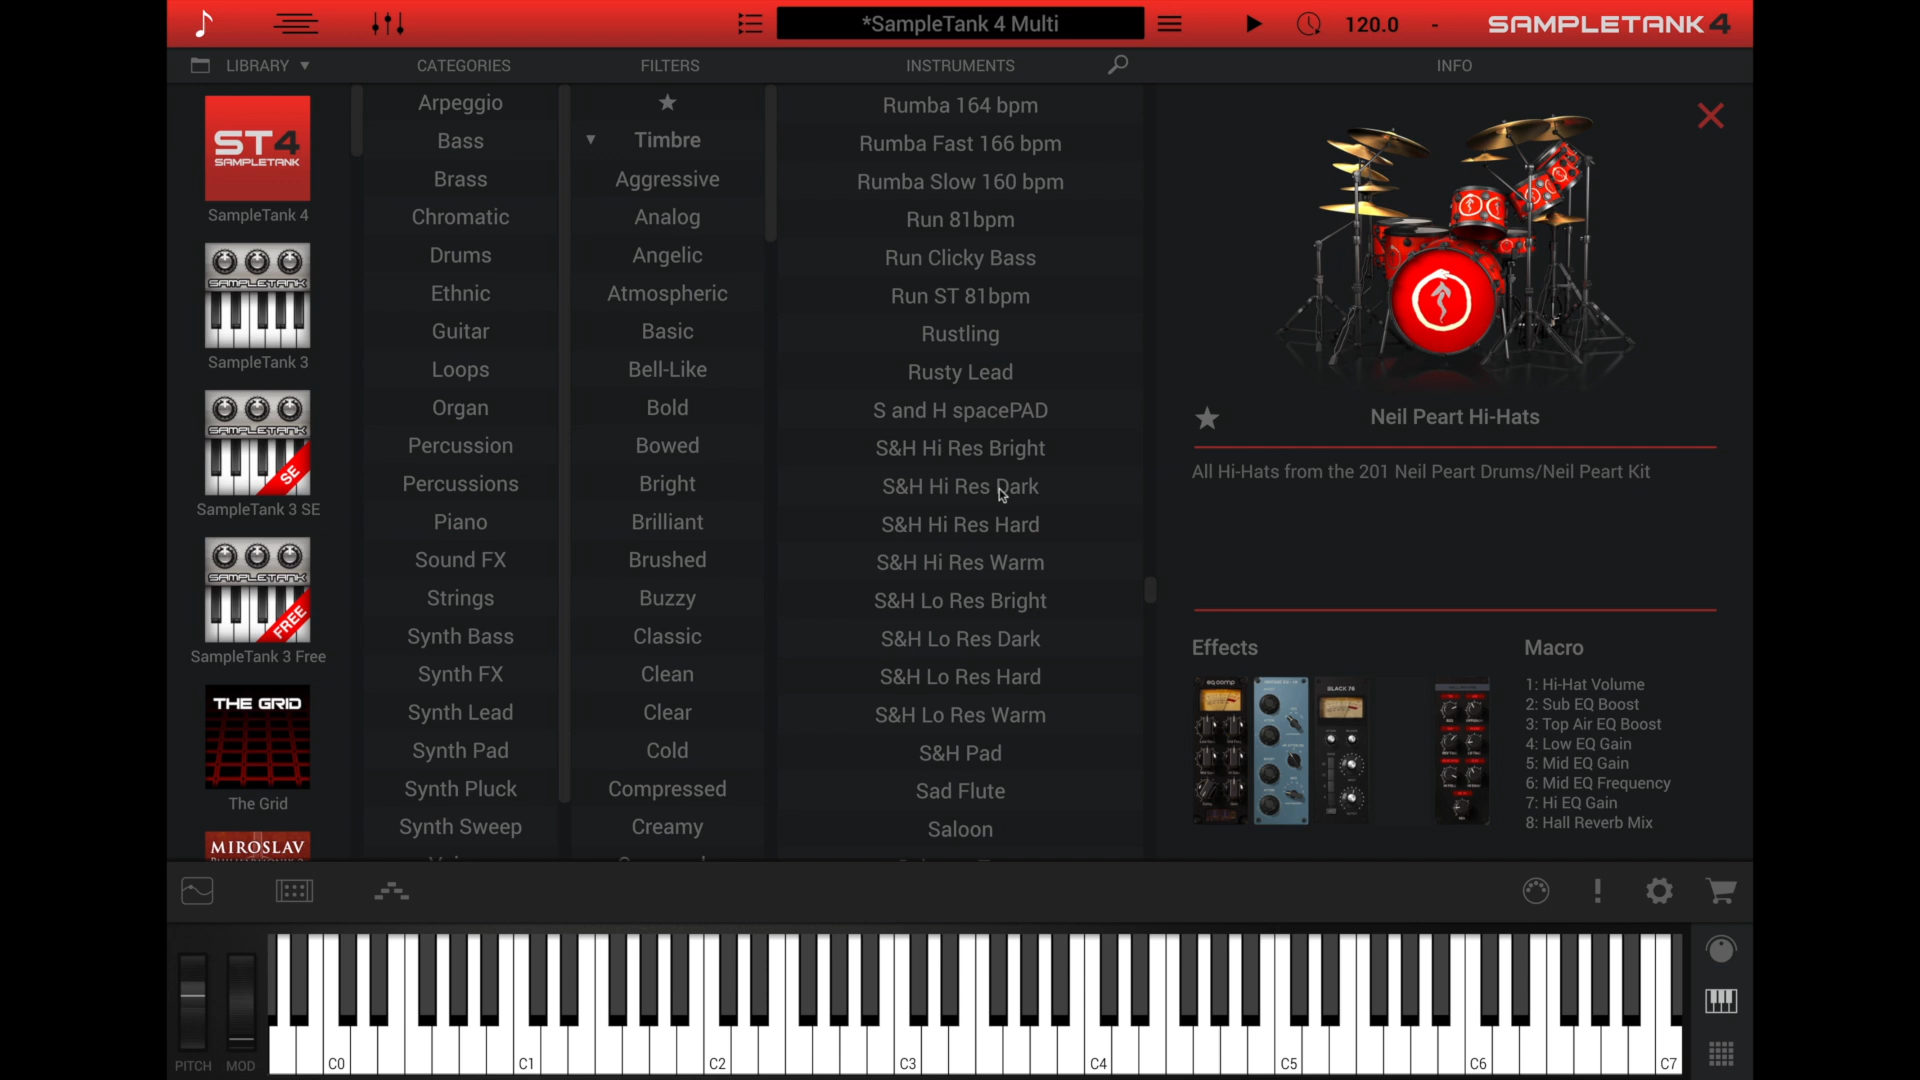 *SampleTank 4 Multi
120.0
-
SAMPLETANK 4
LIBRARY
CATEGORIES
FILTERS
INSTRUMENTS
INFO
ST4
SAMPLETANK
SampleTank 4
SAMPLETANK
SampleTank 3
SAMPLETANK
SE
SampleTank 3 SE
SAMPLETANK
FREE
SampleTank 3 Free
THE GRID
The Grid
MIROSLAV
Arpeggio
Bass
Brass
Chromatic
Drums
Ethnic
Guitar
Loops
Organ
Percussion
Percussions
Piano
Sound FX
Strings
Synth Bass
Synth FX
Synth Lead
Synth Pad
Synth Pluck
Synth Sweep
Timbre
Aggressive
Analog
Angelic
Atmospheric
Basic
Bell-Like
Bold
Bowed
Bright
Brilliant
Brushed
Buzzy
Classic
Clean
Clear
Cold
Compressed
Creamy
Rumba 164 bpm
Rumba Fast 166 bpm
Rumba Slow 160 bpm
Run 81bpm
Run Clicky Bass
Run ST 81bpm
Rustling
Rusty Lead
S and H spacePAD
S&H Hi Res Bright
S&H Hi Res Dark
S&H Hi Res Hard
S&H Hi Res Warm
S&H Lo Res Bright
S&H Lo Res Dark
S&H Lo Res Hard
S&H Lo Res Warm
S&H Pad
Sad Flute
Saloon
Neil Peart Hi-Hats
All Hi-Hats from the 201 Neil Peart Drums/Neil Peart Kit
Effects
eq comp
BLACK 76
Macro
1: Hi-Hat Volume
2: Sub EQ Boost
3: Top Air EQ Boost
4: Low EQ Gain
5: Mid EQ Gain
6: Mid EQ Frequency
7: Hi EQ Gain
8: Hall Reverb Mix
PITCH
MOD
C0
C1
C2
C3
C4
C5
C6
C7